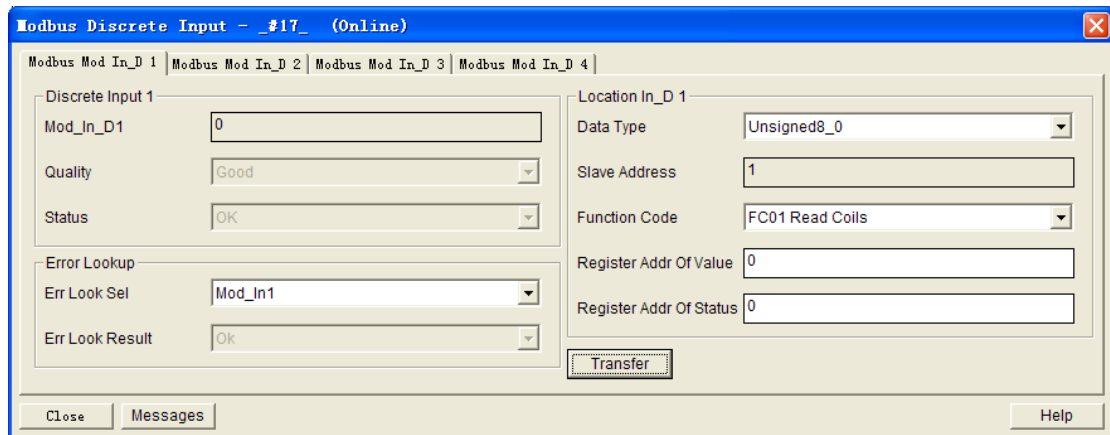 Modbus Discrete Input - _#17_ (Online)
Modbus Mod In_D 1 Modbus Mod In_D 2 Modbus Mod In_D 3 Modbus Mod In_D 4
Discrete Input 1
Mod_In_D1 0
Quality Good
Status OK
Error Lookup
Err Look Sel Mod_In1
Err Look Result Ok
Location In_D 1
Data Type Unsigned8_0
Slave Address 1
Function Code FC01 Read Coils
Register Addr Of Value 0
Register Addr Of Status 0
Transfer
Close Messages Help